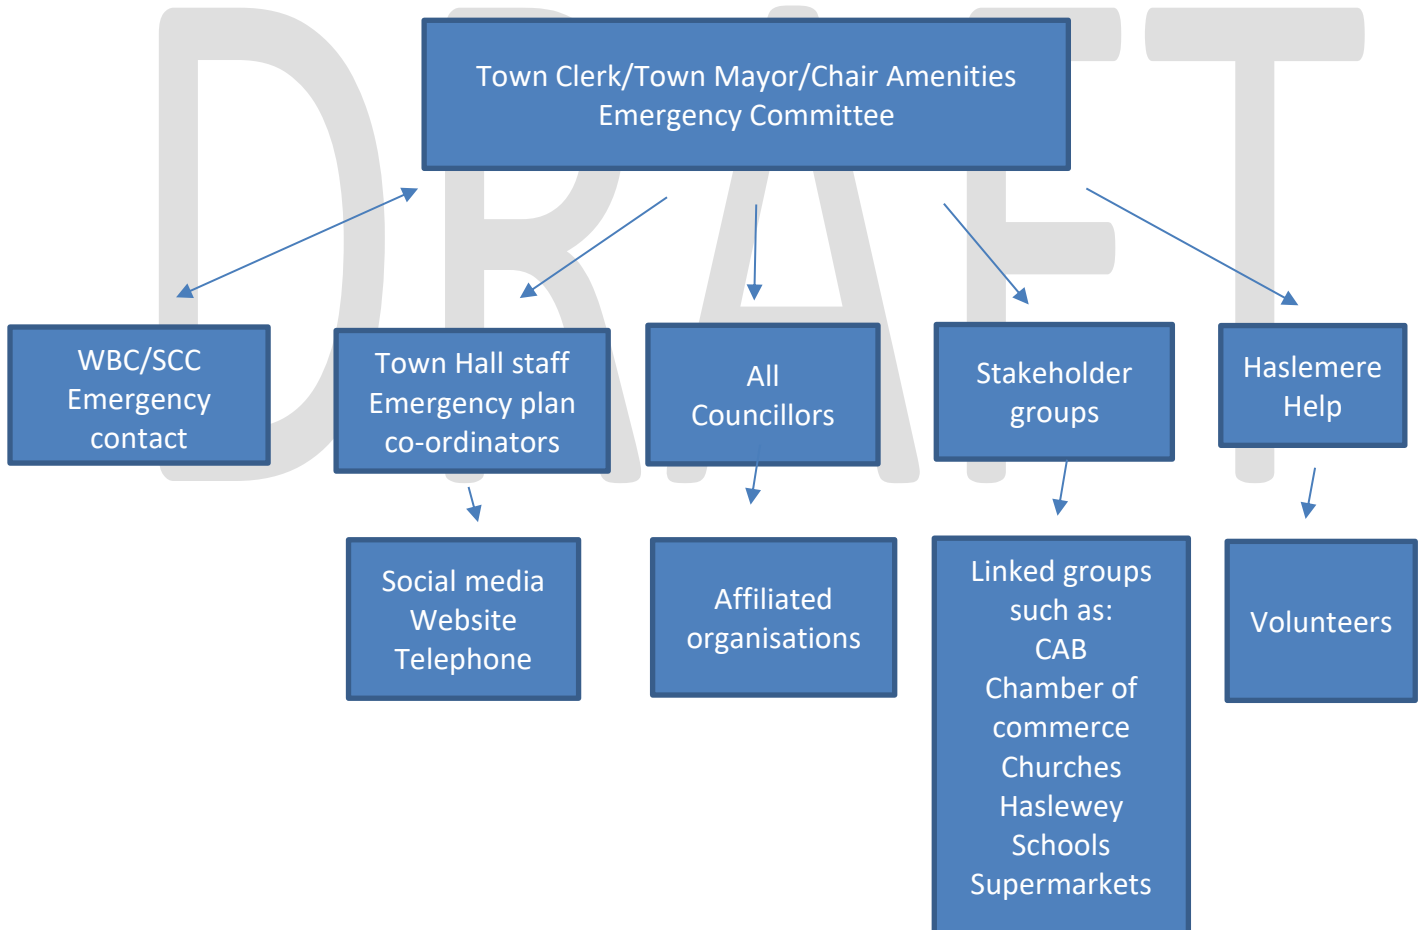 DRAFT
Town Clerk/Town Mayor/Chair Amenities
Emergency Committee
WBC/SCC
Emergency
contact
Town Hall staff
Emergency plan
co-ordinators
All
Councillors
Stakeholder
groups
Haslemere
Help
Social media
Website
Telephone
Affiliated
organisations
Linked groups
such as:
CAB
Chamber of
commerce
Churches
Haslewey
Schools
Supermarkets
Volunteers